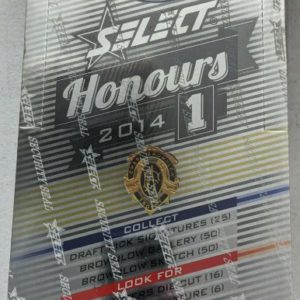 SELECT
Honours
2014 1
COLLECT
DRAFT PICK SIGNATURES (25)
BROWNLOW GALLERY (50)
BROWNLOW SKETCH (50)
LOOK FOR
DIE CUT (16)
SIGNATURE (6)